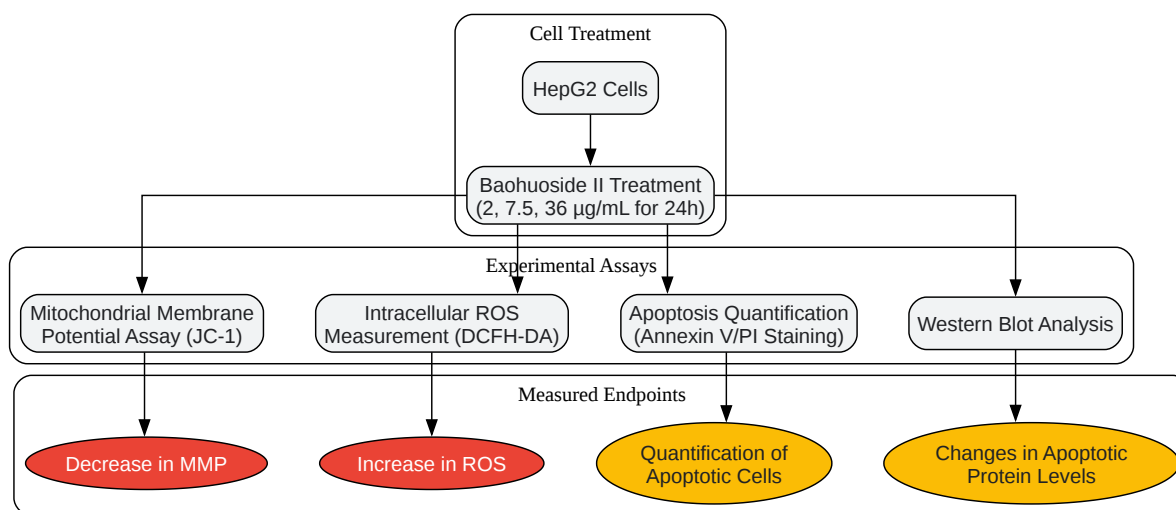 Cell Treatment
HepG2 Cells
Baohuoside II Treatment
(2, 7.5, 36 µg/mL for 24h)
Experimental Assays
Mitochondrial Membrane
Potential Assay (JC-1)
Intracellular ROS
Measurement (DCFH-DA)
Apoptosis Quantification
(Annexin V/PI Staining)
Western Blot Analysis
Measured Endpoints
Decrease in MMP
Increase in ROS
Quantification of
Apoptotic Cells
Changes in Apoptotic
Protein Levels